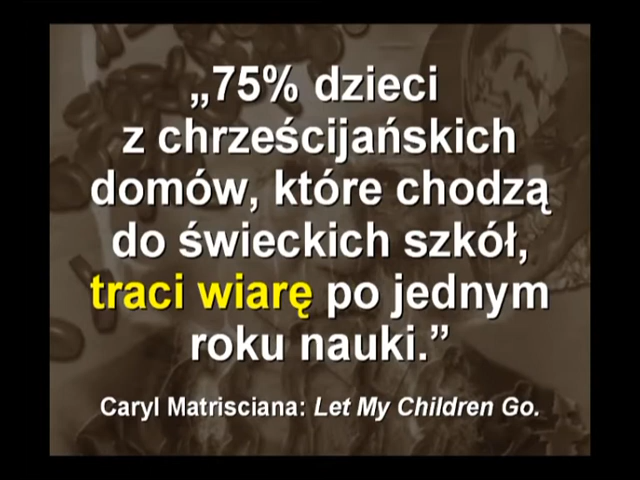 „75% dzieci
z chrześcijańskich
domów, które chodzą
do świeckich szkół,
traci wiarę po jednym
roku nauki.”
Caryl Matrisciana: Let My Children Go.